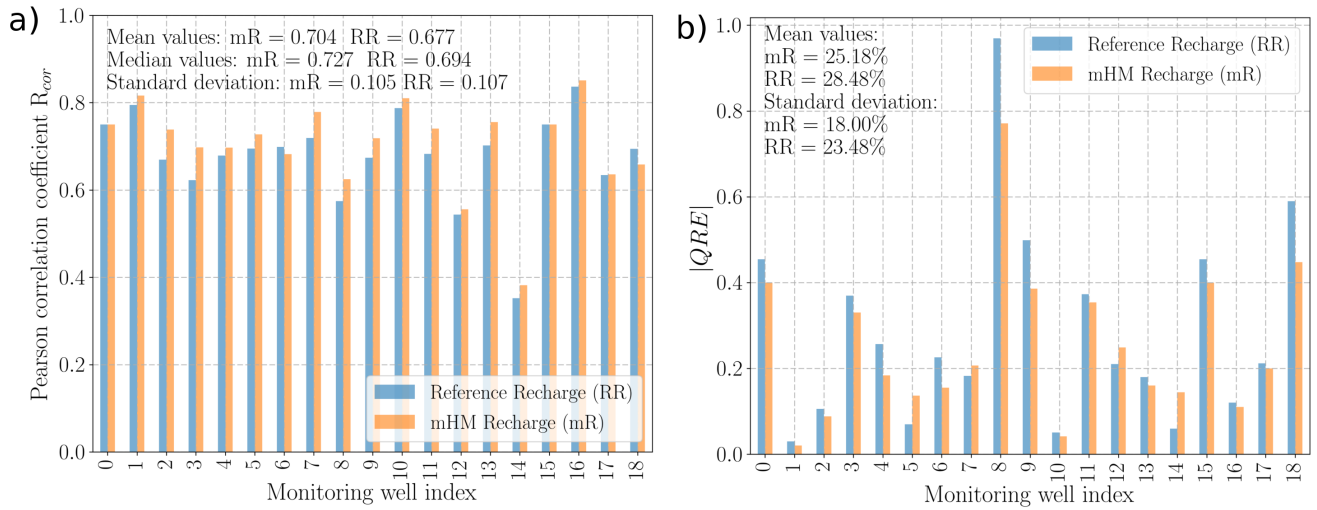 a)
Mean values: mR = 0.704 RR = 0.677
Median values: mR = 0.727 RR = 0.694
Standard deviation: mR = 0.105 RR = 0.107
Pearson correlation coefficient R_cor
1.0
0.8
0.6
0.4
0.2
0.0
Reference Recharge (RR)
mHM Recharge (mR)
0 1 2 3 4 5 6 7 8 9 10 11 12 13 14 15 16 17 18
Monitoring well index
b)
Mean values:
mR = 25.18%
RR = 28.48%
Standard deviation:
mR = 18.00%
RR = 23.48%
Reference Recharge (RR)
mHM Recharge (mR)
|QRE|
1.0
0.8
0.6
0.4
0.2
0.0
0 1 2 3 4 5 6 7 8 9 10 11 12 13 14 15 16 17 18
Monitoring well index